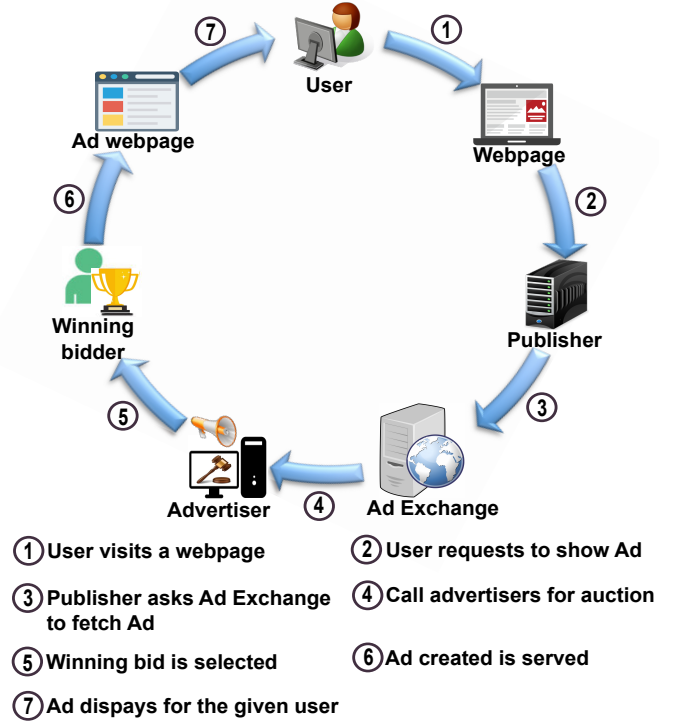 7
1
User
Ad webpage
Webpage
6
2
Winning
bidder
Publisher
5
3
Advertiser
4
Ad Exchange
1 User visits a webpage
2 User requests to show Ad
3 Publisher asks Ad Exchange
to fetch Ad
4 Call advertisers for auction
5 Winning bid is selected
6 Ad created is served
7 Ad dispays for the given user